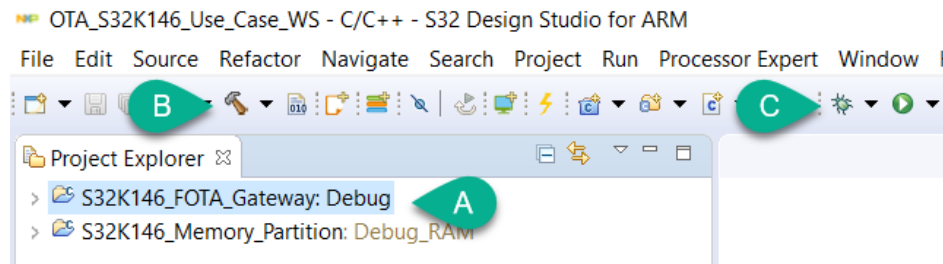 OTA_S32K146_Use_Case_WS - C/C++ - S32 Design Studio for ARM
File Edit Source Refactor Navigate Search Project Run Processor Expert Window
B
010
C
Project Explorer
S32K146_FOTA_Gateway: Debug
A
S32K146_Memory_Partition: Debug_RAM